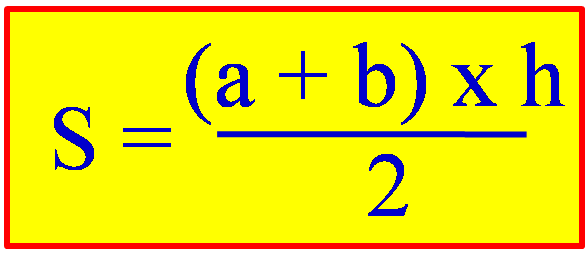 (a + b) x h
S =
2